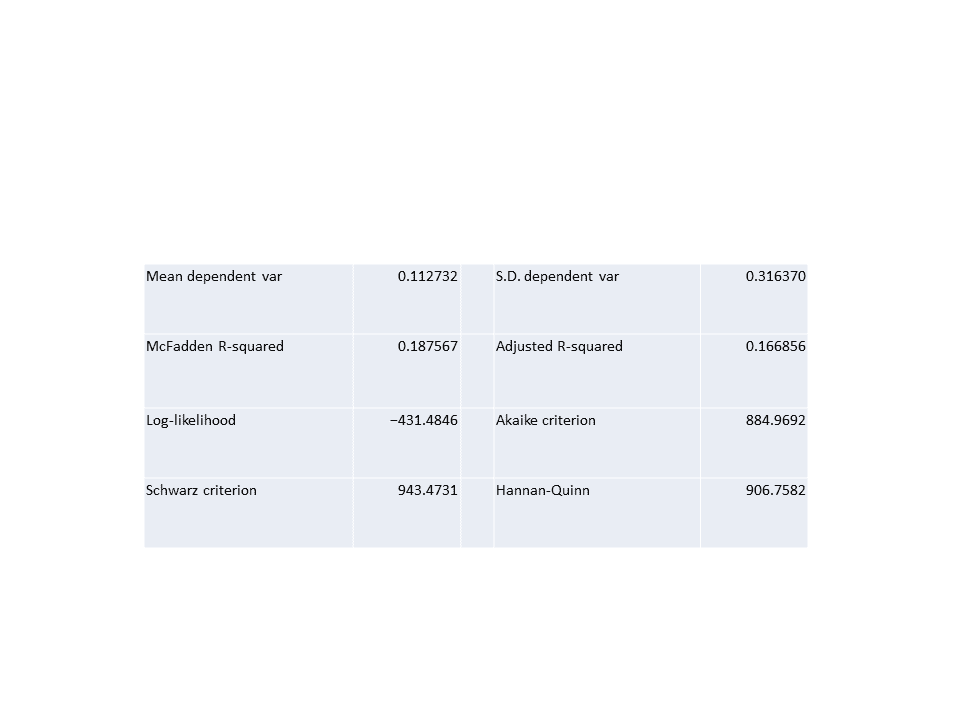 Mean dependent var 0.112732 S.D. dependent var 0.316370
McFadden R-squared 0.187567 Adjusted R-squared 0.166856
Log-likelihood −431.4846 Akaike criterion 884.9692
Schwarz criterion 943.4731 Hannan-Quinn 906.7582